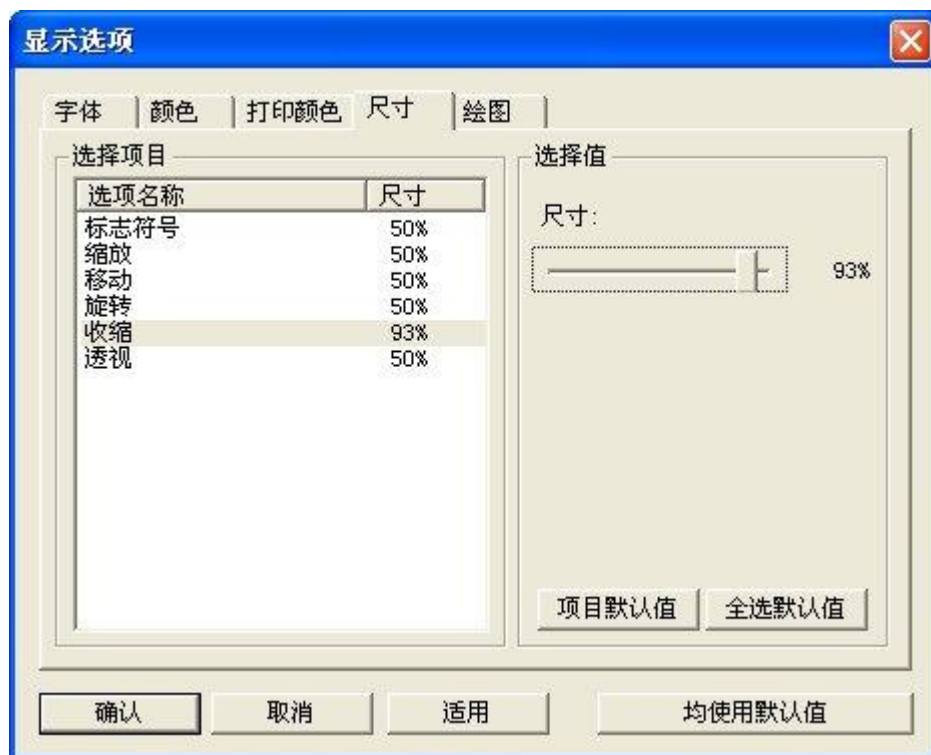 显示选项
字体 颜色 打印颜色 尺寸 绘图
选择项目
选项名称 尺寸
标志符号 50%
缩放 50%
移动 50%
旋转 50%
收缩 93%
透视 50%
选择值
尺寸:
93%
项目默认值 全选默认值
确认 取消 适用 均使用默认值